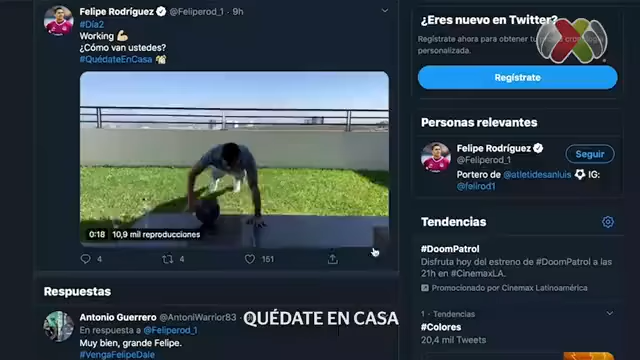 Felipe Rodríguez @Feliperod_1 · 9h
#Día2
Working
¿Cómo van ustedes?
#QuédateEnCasa
0:18 10,9 mil reproducciones
4 4 151
Respuestas
Antonio Guerrero @AntoniWarrior83 ·
En respuesta a @Feliperod_1
Muy bien, grande Felipe.
#VengaFelipeDale
QUÉDATE EN CASA
¿Eres nuevo en Twitter?
Regístrate ahora para obtener tu
personalizada.
Regístrate
Personas relevantes
Felipe Rodríguez
@Feliperod_1
Seguir
Portero de @atletidesanluis IG:
@felirod1
Tendencias
#DoomPatrol
Disfruta hoy del estreno de #DoomPatrol a las
21h en #CinemaxLA.
Promocionado por Cinemax Latinoamérica
1 · Tendencias
#Colores
20,4 mil Tweets